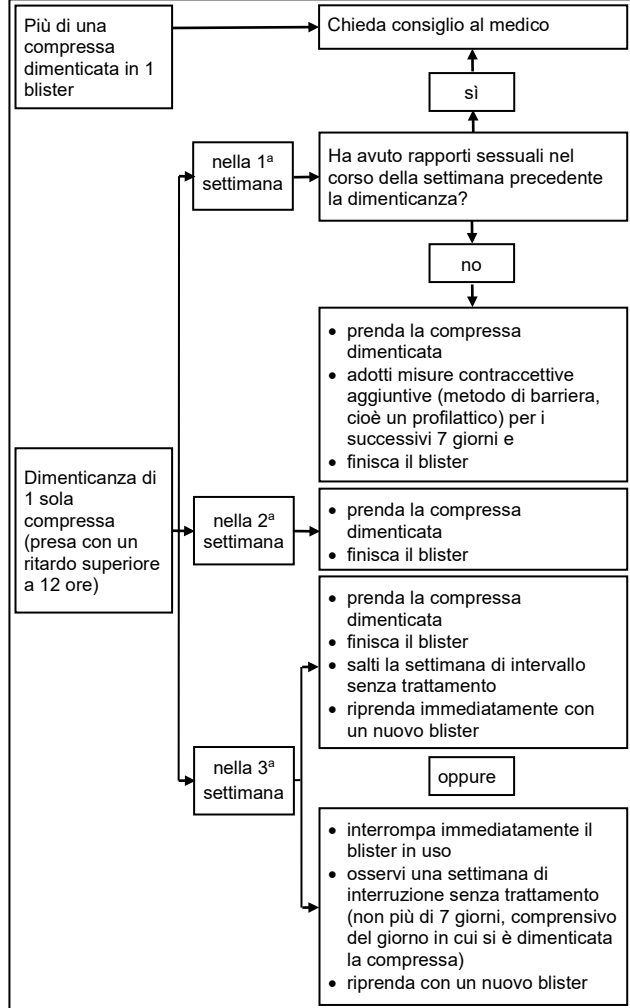 Più di una
compressa
dimenticata in 1
blister
Chieda consiglio al medico
sì
nella 1ª
settimana
Ha avuto rapporti sessuali nel
corso della settimana precedente
la dimenticanza?
no
• prenda la compressa
dimenticata
• adotti misure contraccettive
aggiuntive (metodo di barriera,
cioè un profilattico) per i
successivi 7 giorni e
• finisca il blister
Dimenticanza di
1 sola
compressa
(presa con un
ritardo superiore
a 12 ore)
nella 2ª
settimana
• prenda la compressa
dimenticata
• finisca il blister
nella 3ª
settimana
• prenda la compressa
dimenticata
• finisca il blister
• salti la settimana di intervallo
senza trattamento
• riprenda immediatamente con
un nuovo blister
oppure
• interrompa immediatamente il
blister in uso
• osservi una settimana di
interruzione senza trattamento
(non più di 7 giorni, comprensivo
del giorno in cui si è dimenticata
la compressa)
• riprenda con un nuovo blister